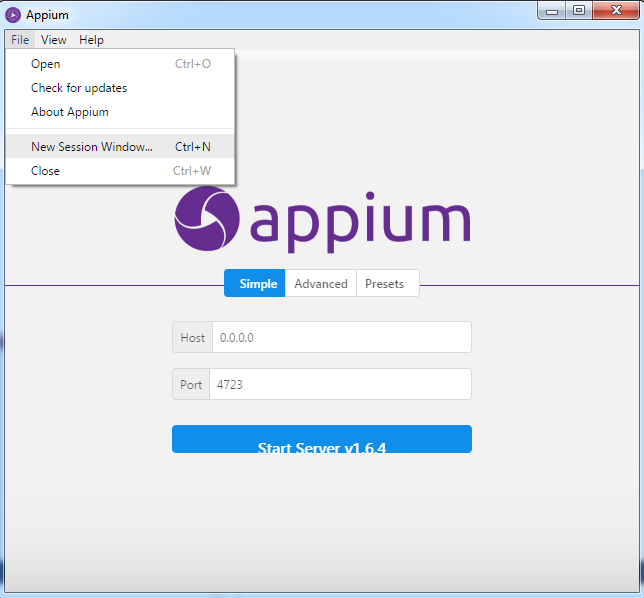 Appium
File View Help
Open Ctrl+O
Check for updates
About Appium
New Session Window... Ctrl+N
Close Ctrl+W
appium
Simple Advanced Presets
Host 0.0.0.0
Port 4723
Start Server v1.6.4